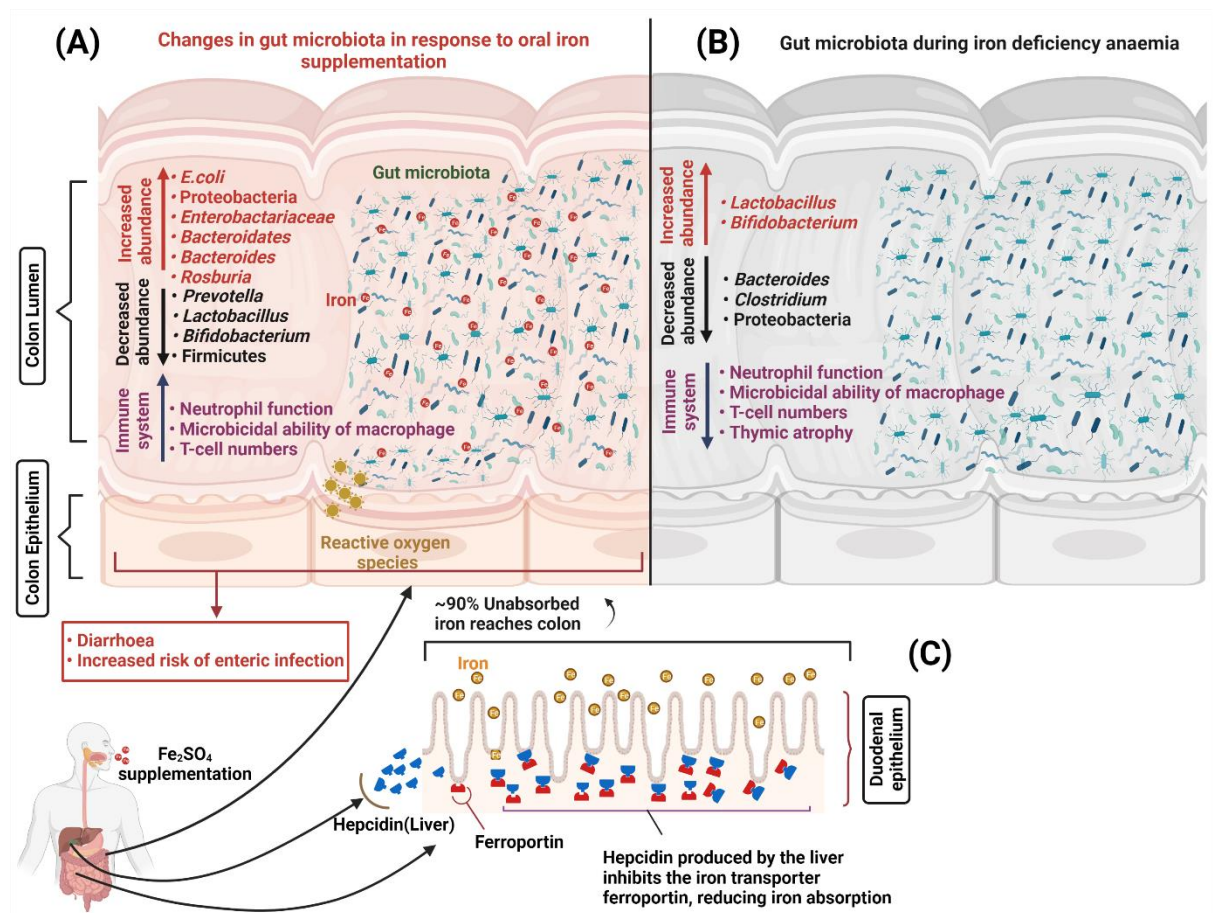 (A)
Changes in gut microbiota in response to oral iron
supplementation
(B)
Gut microbiota during iron deficiency anaemia
Colon Lumen
Increased
abundance
• E.coli
• Proteobacteria
• Enterobactariaceae
• Bacteroidates
• Bacteroides
• Rosburia
Decreased
abundance
• Prevotella
• Lactobacillus
• Bifidobacterium
• Firmicutes
Immune
system
• Neutrophil function
• Microbicidal ability of macrophage
• T-cell numbers
Gut microbiota
Iron
Fe
Increased
abundance
• Lactobacillus
• Bifidobacterium
Decreased
abundance
• Bacteroides
• Clostridium
• Proteobacteria
Immune
system
• Neutrophil function
• Microbicidal ability of macrophage
• T-cell numbers
• Thymic atrophy
Colon Epithelium
Reactive oxygen
species
• Diarrhoea
• Increased risk of enteric infection
~90% Unabsorbed
iron reaches colon
(C)
Iron
Fe
Duodenal
epithelium
Fe₂SO₄
supplementation
Hepcidin(Liver)
Ferroportin
Hepcidin produced by the liver
inhibits the iron transporter
ferroportin, reducing iron absorption